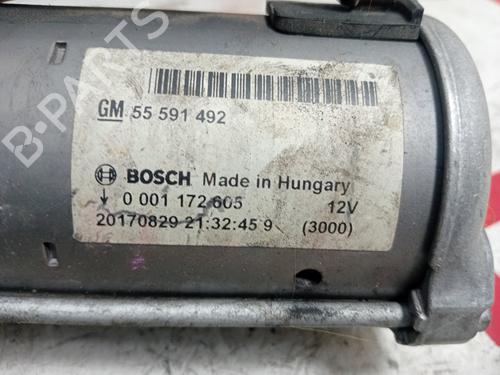 GM 55 591 492
BOSCH Made in Hungary
0 001 172 605 12V
20170829 21:32:45 9 (3000)
B-PARTS